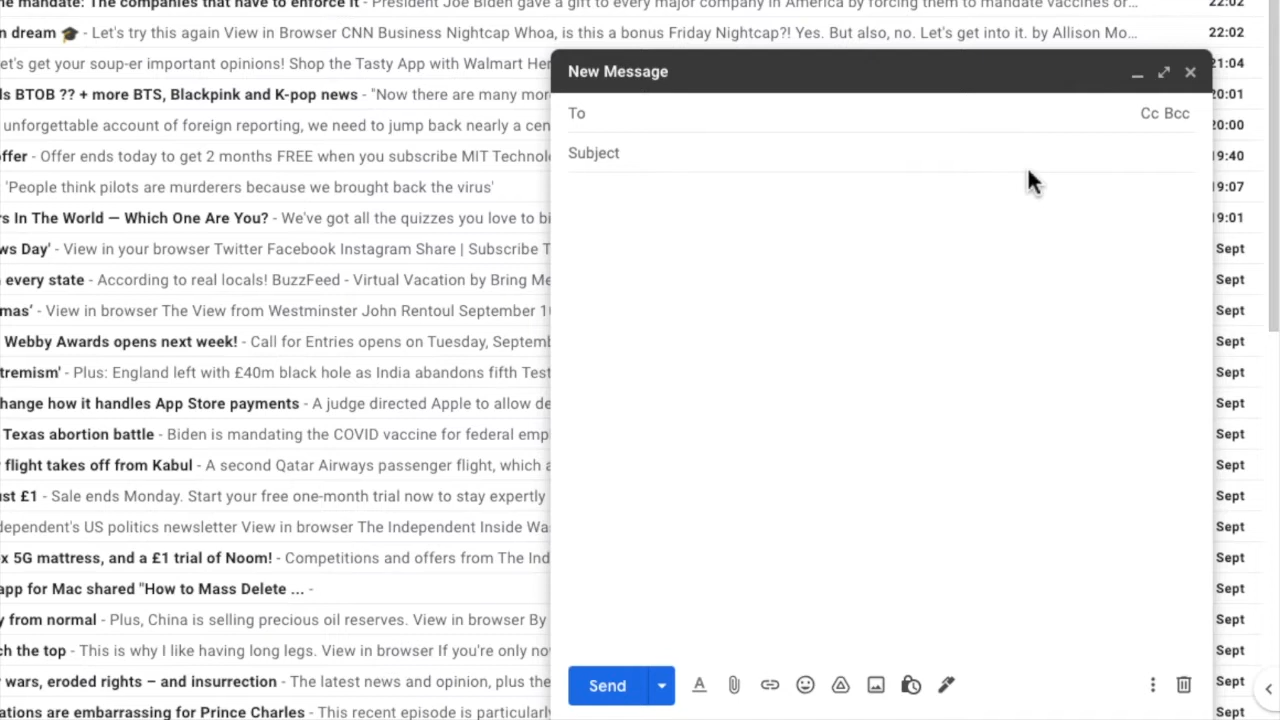 ne mandate: The companies that have to enforce it - President Joe Biden gave a gift to every major company in America by forcing them to mandate vaccines or… 22:02
n dream 🎓 - Let's try this again View in Browser CNN Business Nightcap Whoa, is this a bonus Friday Nightcap?! Yes. But also, no. Let's get into it. by Allison Mo… 22:02
et's get your soup-er important opinions! Shop the Tasty App with Walmart Her 21:04
ls BTOB ?? + more BTS, Blackpink and K-pop news - "Now there are many mor 20:01
unforgettable account of foreign reporting, we need to jump back nearly a cen 20:00
offer - Offer ends today to get 2 months FREE when you subscribe MIT Technolo 19:40
'People think pilots are murderers because we brought back the virus' 19:07
s In The World — Which One Are You? - We've got all the quizzes you love to bi 19:01
ws Day' - View in your browser Twitter Facebook Instagram Share | Subscribe T Sept
every state - According to real locals! BuzzFeed - Virtual Vacation by Bring Me Sept
mas' - View in browser The View from Westminster John Rentoul September 1 Sept
Webby Awards opens next week! - Call for Entries opens on Tuesday, Septemb Sept
tremism' - Plus: England left with £40m black hole as India abandons fifth Test Sept
hange how it handles App Store payments - A judge directed Apple to allow de Sept
Texas abortion battle - Biden is mandating the COVID vaccine for federal emp Sept
flight takes off from Kabul - A second Qatar Airways passenger flight, which a Sept
ust £1 - Sale ends Monday. Start your free one-month trial now to stay expertly Sept
dependent's US politics newsletter View in browser The Independent Inside Wa Sept
x 5G mattress, and a £1 trial of Noom! - Competitions and offers from The Ind Sept
app for Mac shared "How to Mass Delete ... - Sept
y from normal - Plus, China is selling precious oil reserves. View in browser By Sept
ch the top - This is why I like having long legs. View in browser If you're only no Sept
wars, eroded rights – and insurrection - The latest news and opinion, plus the Sept
ations are embarrassing for Prince Charles - This recent episode is particularly Sept
New Message
To Cc Bcc
Subject
Send